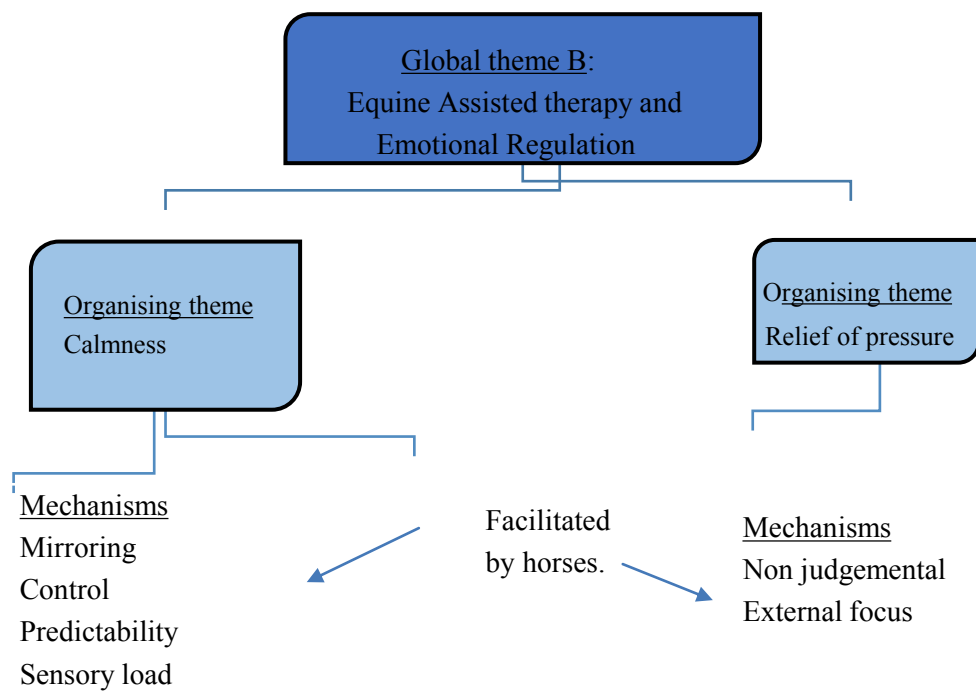 Global theme B:
Equine Assisted therapy and
Emotional Regulation
Organising theme
Calmness
Organising theme
Relief of pressure
Mechanisms
Mirroring
Control
Predictability
Sensory load
Facilitated
by horses.
Mechanisms
Non judgemental
External focus